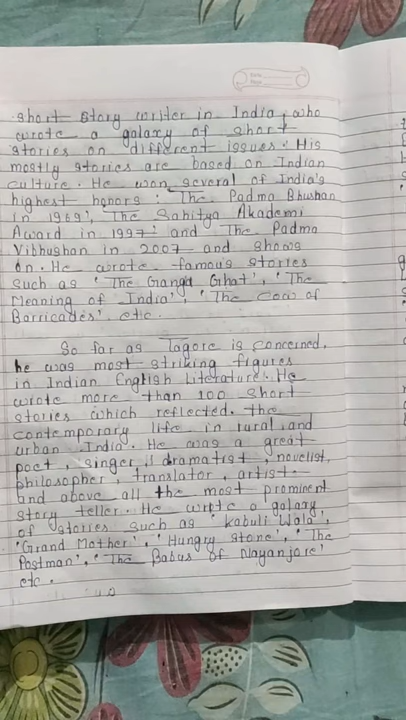 short story writer in India, who
wrote a galaxy of short
stories on different issues. His
mostly stories are based on Indian
culture. He won several of India's
highest honors : The Padma Bhushan
in 1969', The Sahitya Akademi
Award in 1997' and The Padma
Vibhushan in 2007 and shows
on. He wrote famous stories
such as 'The Ganga Ghat', 'The
Meaning of India', 'The Cow of
Barricades', etc.
So far as Tagore is concerned,
he was most striking figures
in Indian English Literature. He
wrote more than 100 short
stories which reflected. the
contemporary life in rural and
urban India. He was a great
poet, singer, dramatist, novelist,
philosopher, translator, artist.
and above all the most prominent
story teller. He wrote a galaxy
of stories such as 'Kabuli Wala',
'Grand Mother', 'Hungry Stone', 'The
Postman', 'The Babus of Nayanjore'
etc.